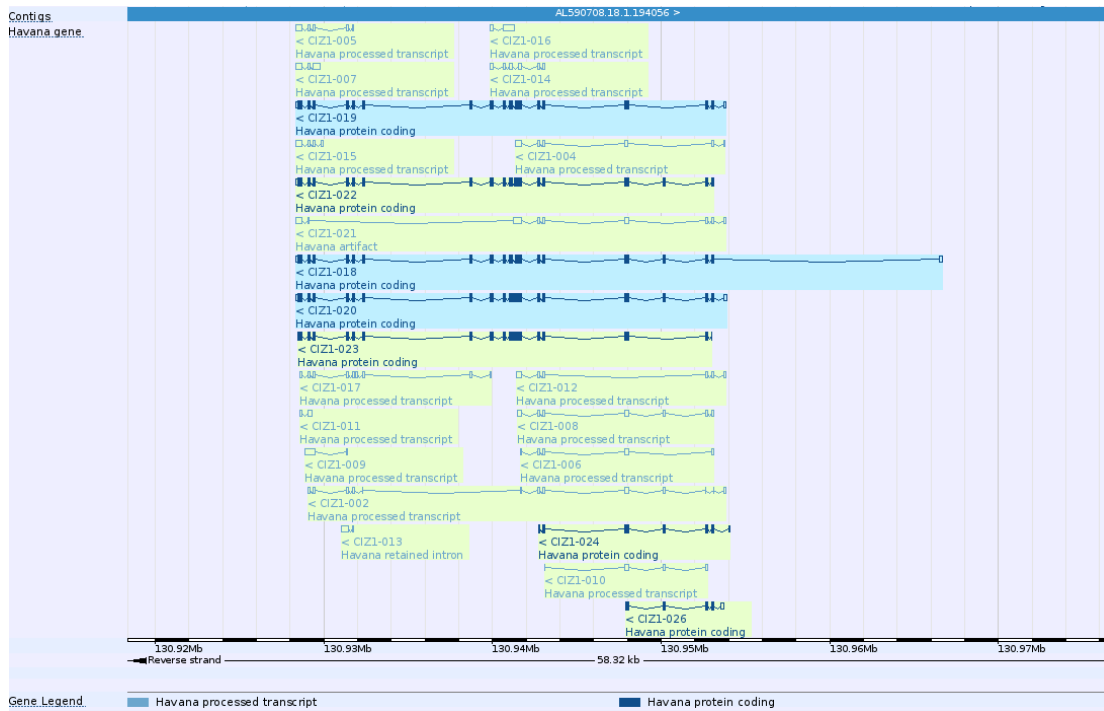 Contigs
AL590708.18.1.194056 >
Havana gene
< CIZ1-005
Havana processed transcript
< CIZ1-016
Havana processed transcript
< CIZ1-007
Havana processed transcript
< CIZ1-014
Havana processed transcript
< CIZ1-019
Havana protein coding
< CIZ1-015
Havana processed transcript
< CIZ1-004
Havana processed transcript
< CIZ1-022
Havana protein coding
< CIZ1-021
Havana artifact
< CIZ1-018
Havana protein coding
< CIZ1-020
Havana protein coding
< CIZ1-023
Havana protein coding
< CIZ1-017
Havana processed transcript
< CIZ1-012
Havana processed transcript
< CIZ1-011
Havana processed transcript
< CIZ1-008
Havana processed transcript
< CIZ1-009
Havana processed transcript
< CIZ1-006
Havana processed transcript
< CIZ1-002
Havana processed transcript
< CIZ1-013
Havana retained intron
< CIZ1-024
Havana protein coding
< CIZ1-010
Havana processed transcript
< CIZ1-026
Havana protein coding
130.92Mb 130.93Mb 130.94Mb 130.95Mb 130.96Mb 130.97Mb
Reverse strand 58.32 kb
Gene Legend Havana processed transcript Havana protein coding